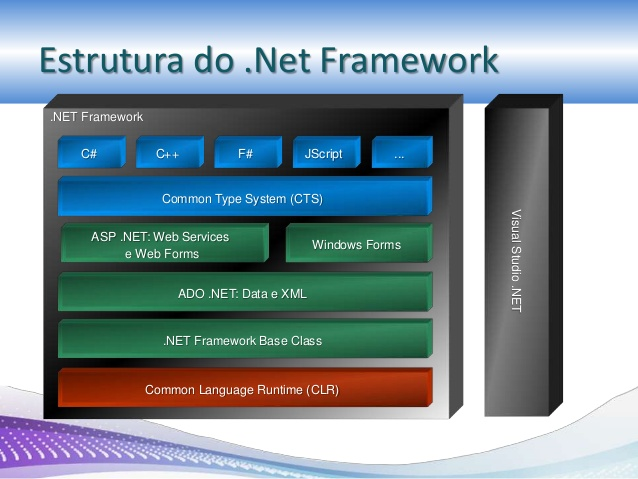 Estrutura do .Net Framework
.NET Framework
C#
C++
F#
JScript
...
Common Type System (CTS)
ASP .NET: Web Services
e Web Forms
Windows Forms
ADO .NET: Data e XML
.NET Framework Base Class
Common Language Runtime (CLR)
Visual Studio .NET